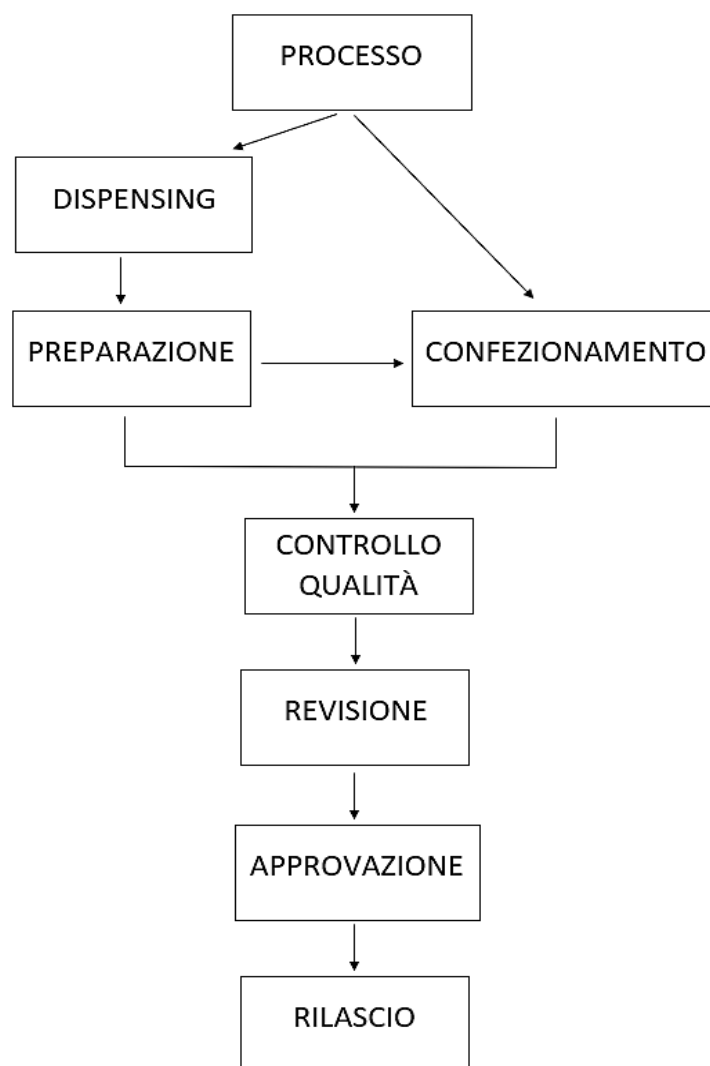 PROCESSO
DISPENSING
PREPARAZIONE
CONFEZIONAMENTO
CONTROLLO
QUALITÀ
REVISIONE
APPROVAZIONE
RILASCIO